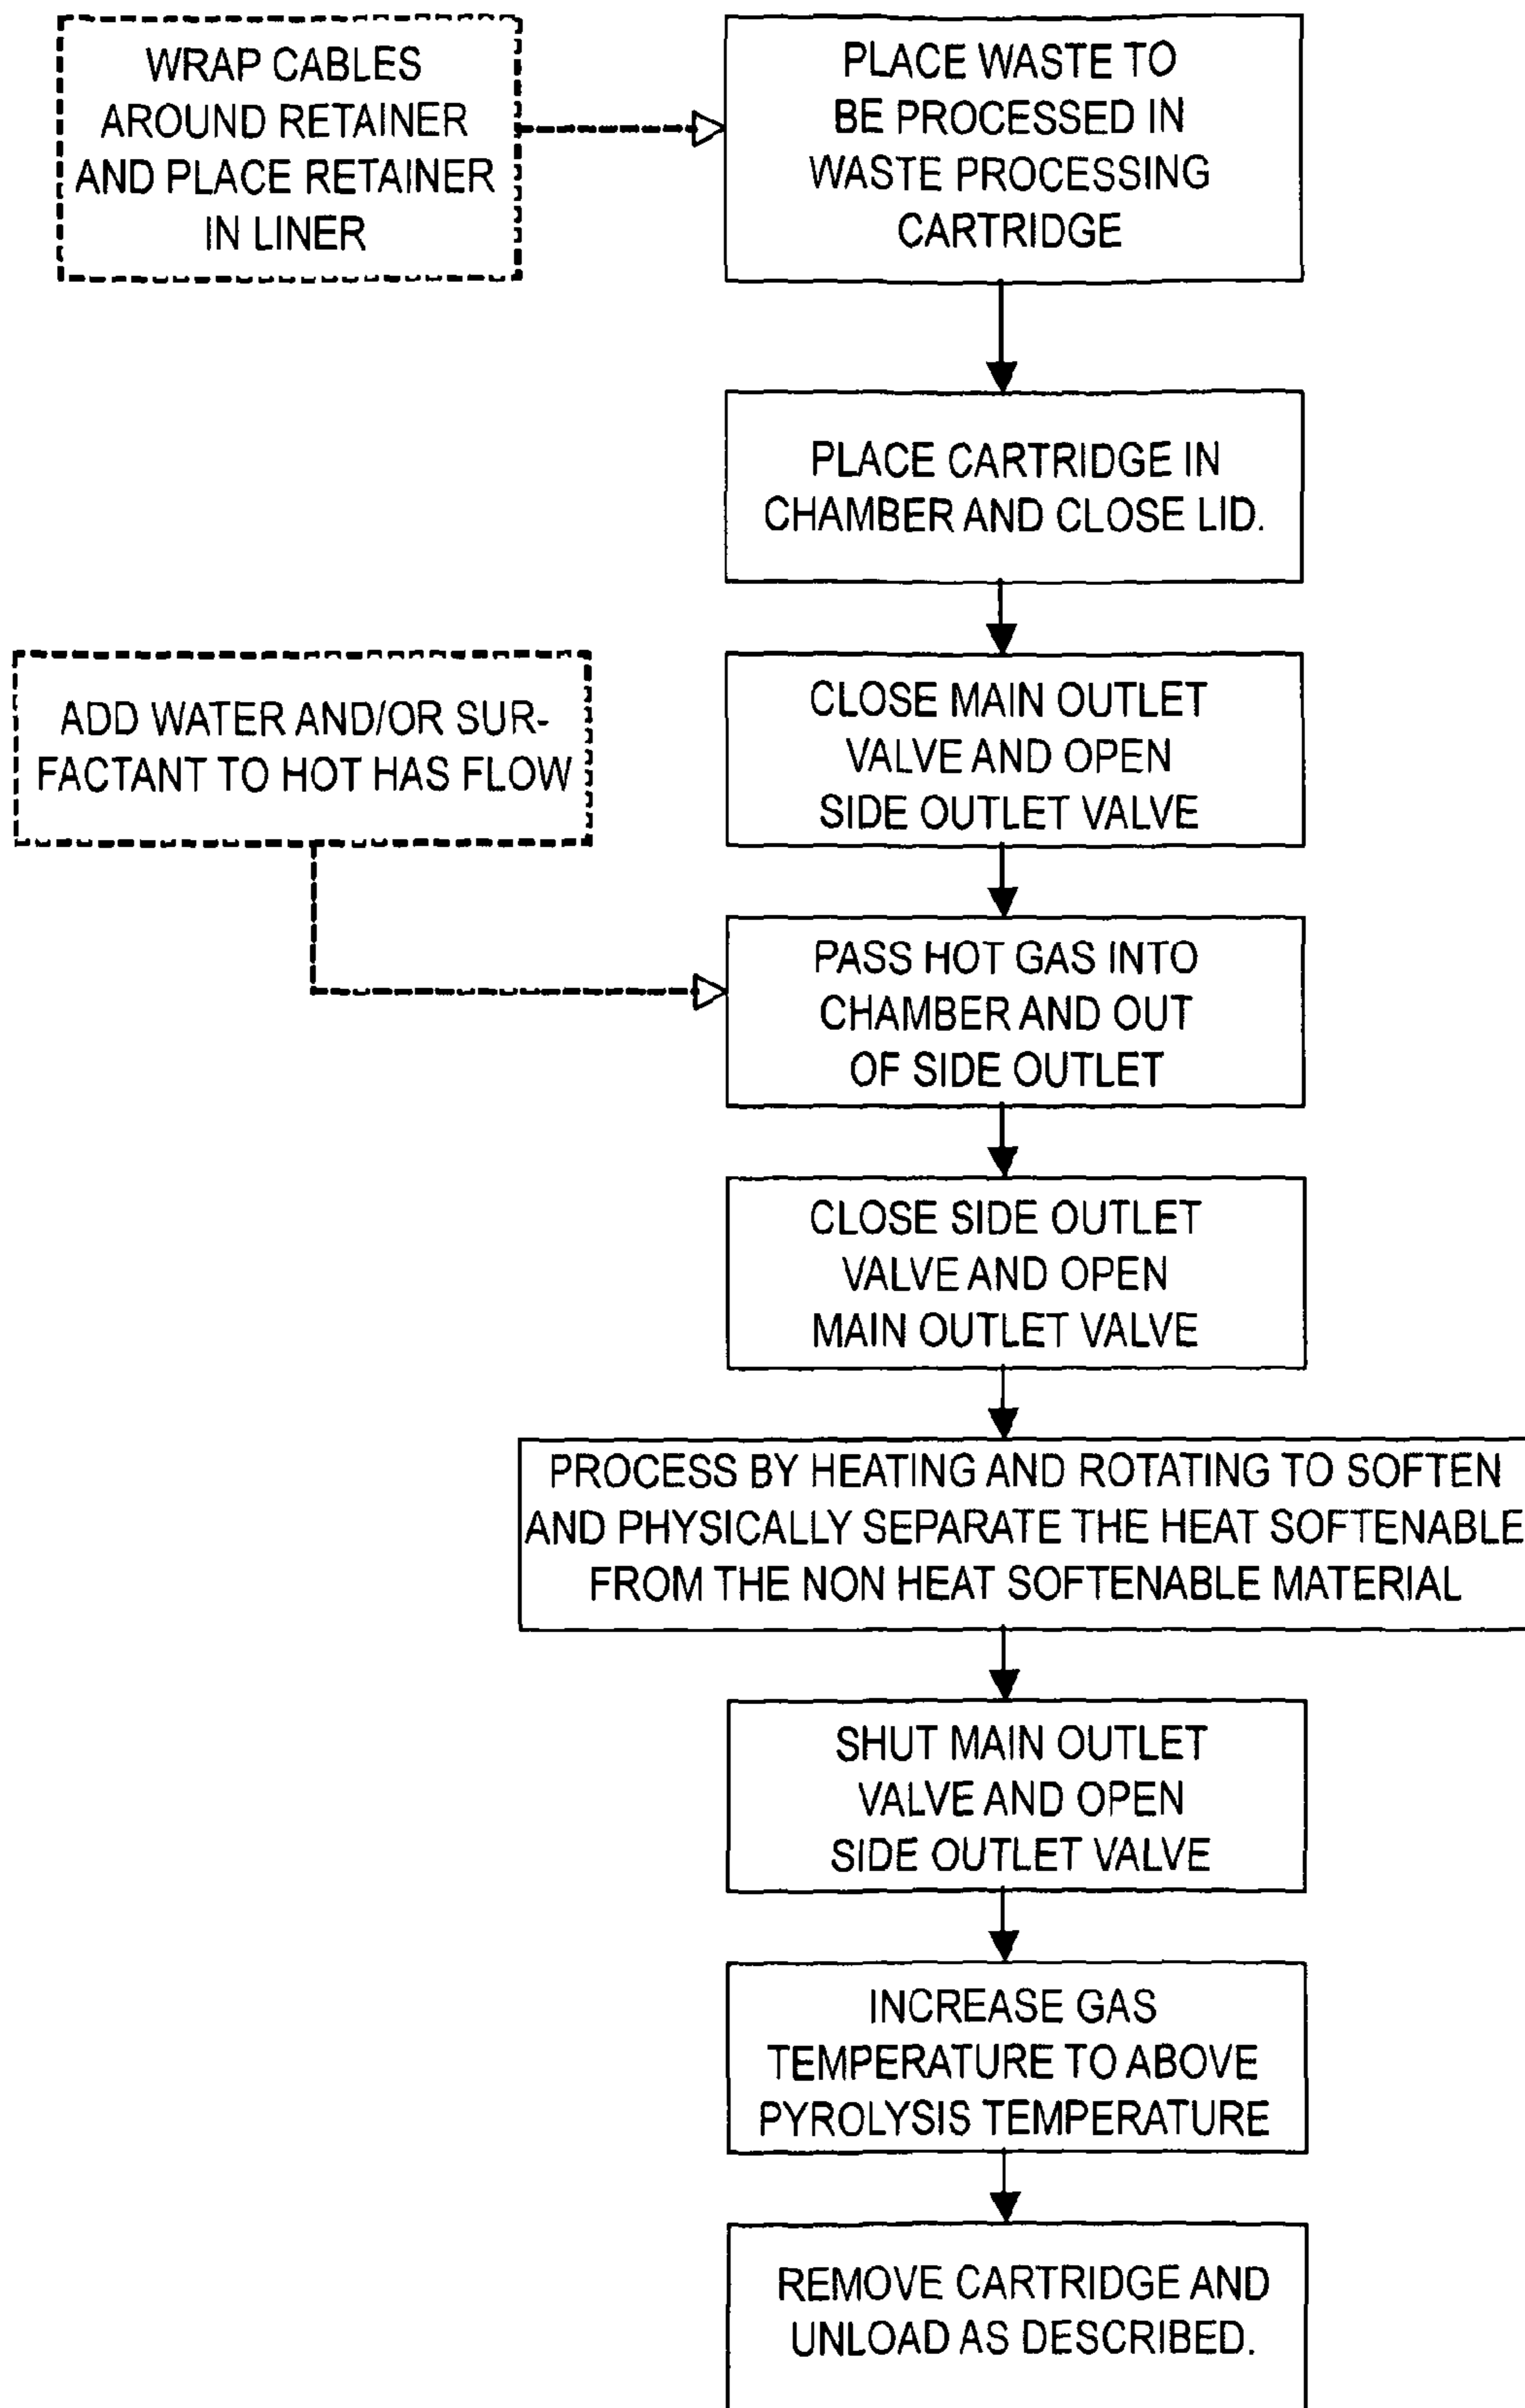 WRAP CABLES
AROUND RETAINER
AND PLACE RETAINER
IN LINER
PLACE WASTE TO
BE PROCESSED IN
WASTE PROCESSING
CARTRIDGE
PLACE CARTRIDGE IN
CHAMBER AND CLOSE LID.
CLOSE MAIN OUTLET
VALVE AND OPEN
SIDE OUTLET VALVE
ADD WATER AND/OR SUR-
FACTANT TO HOT HAS FLOW
PASS HOT GAS INTO
CHAMBER AND OUT
OF SIDE OUTLET
CLOSE SIDE OUTLET
VALVE AND OPEN
MAIN OUTLET VALVE
PROCESS BY HEATING AND ROTATING TO SOFTEN
AND PHYSICALLY SEPARATE THE HEAT SOFTENABLE
FROM THE NON HEAT SOFTENABLE MATERIAL
SHUT MAIN OUTLET
VALVE AND OPEN
SIDE OUTLET VALVE
INCREASE GAS
TEMPERATURE TO ABOVE
PYROLYSIS TEMPERATURE
REMOVE CARTRIDGE AND
UNLOAD AS DESCRIBED.